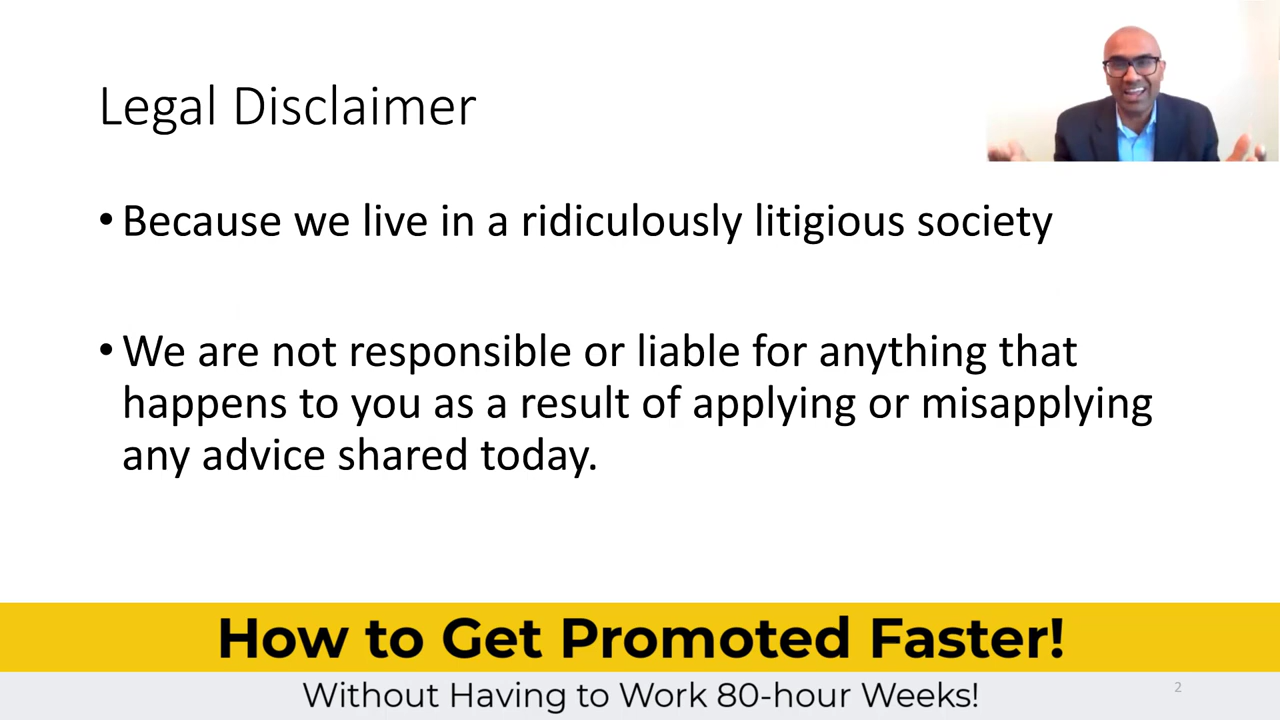 Legal Disclaimer
• Because we live in a ridiculously litigious society
• We are not responsible or liable for anything that
happens to you as a result of applying or misapplying
any advice shared today.
How to Get Promoted Faster!
Without Having to Work 80-hour Weeks!
2